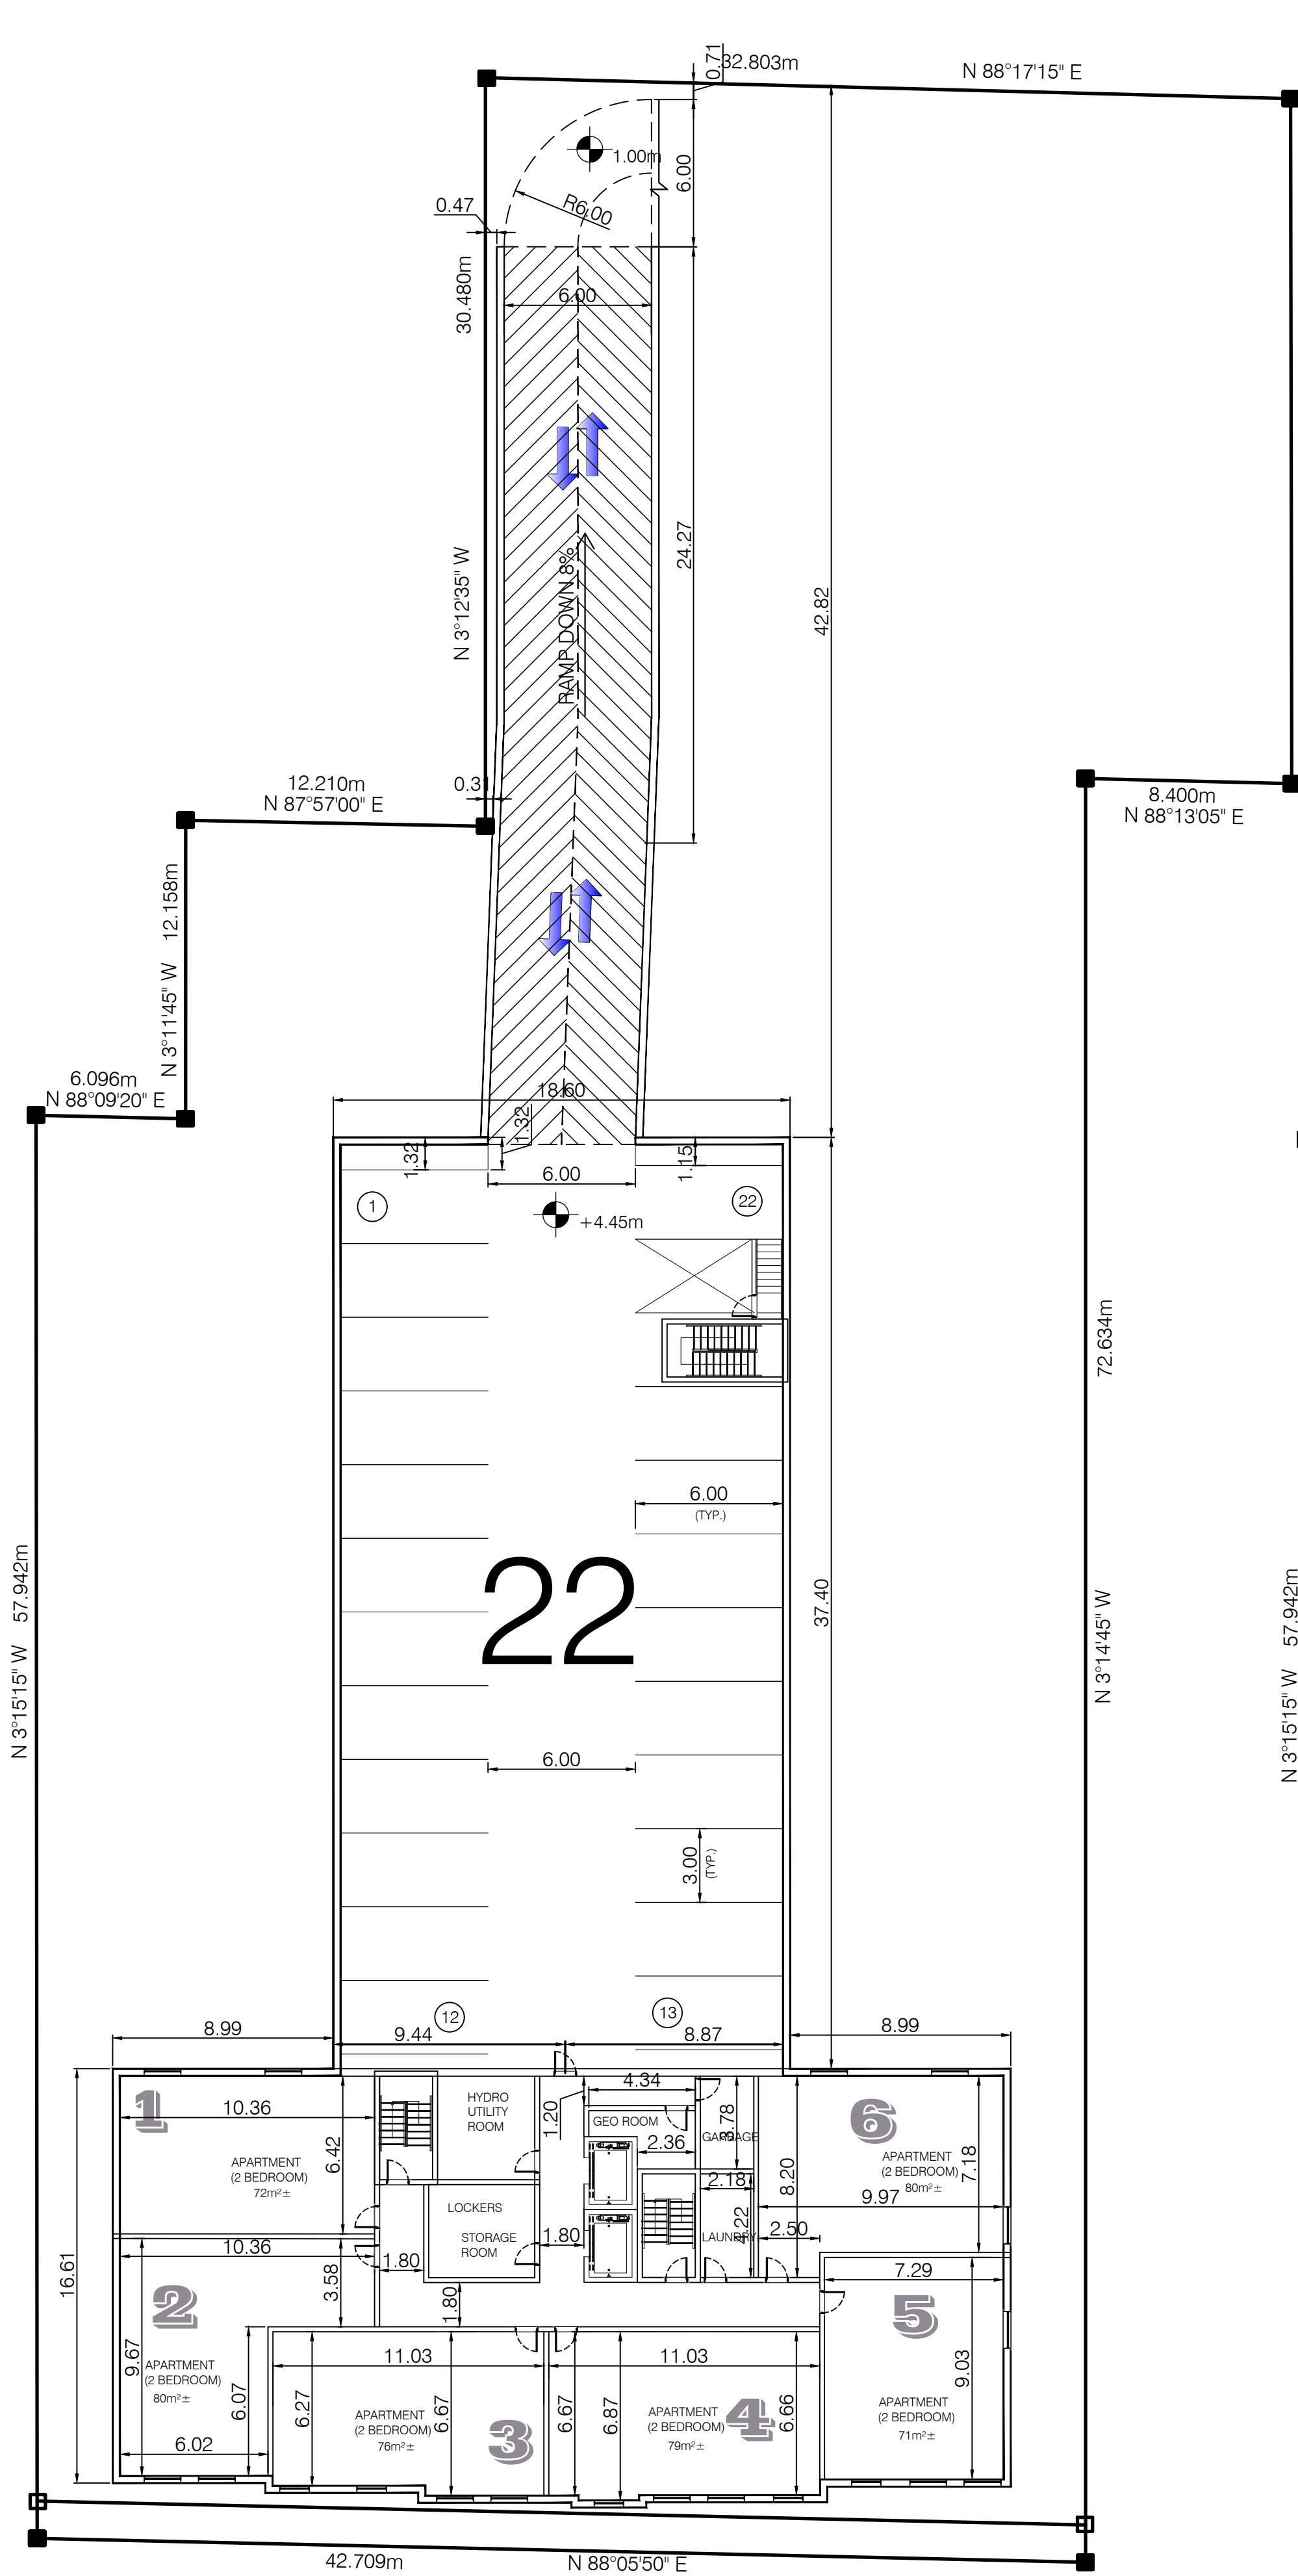 0.71
32.803m
N 88°17'15" E
1.00m
6.00
R6.00
0.47
30.480m
6.00
24.27
42.82
RAMP DOWN 8%
N 3°12'35" W
12.210m
N 87°57'00" E
0.31
8.400m
N 88°13'05" E
N 3°11'45" W 12.158m
6.096m
N 88°09'20" E
18.60
1.32
1.32
1.15
6.00
1
22
+4.45m
72.634m
6.00
(TYP.)
22
37.40
N 3°15'15" W 57.942m
N 3°15'15" W 57.942m
N 3°14'45" W
6.00
3.00
(TYP.)
12
13
8.99
9.44
8.87
8.99
1
10.36
6.42
APARTMENT
(2 BEDROOM)
72m²±
HYDRO
UTILITY
ROOM
1.20
4.34
GEO ROOM
2.36
3.78
GARBAGE
2.18
8.20
6
APARTMENT
(2 BEDROOM)
80m²±
7.18
9.97
LOCKERS
STORAGE
ROOM
1.80
1.80
1.80
4.22
LAUNDRY
2.50
16.61
10.36
3.58
2
9.67
APARTMENT
(2 BEDROOM)
80m²±
6.07
6.02
11.03
6.27
APARTMENT
(2 BEDROOM)
76m²±
6.67
3
11.03
6.67
6.87
APARTMENT
(2 BEDROOM)
79m²±
4
6.66
7.29
5
9.03
APARTMENT
(2 BEDROOM)
71m²±
42.709m
N 88°05'50" E